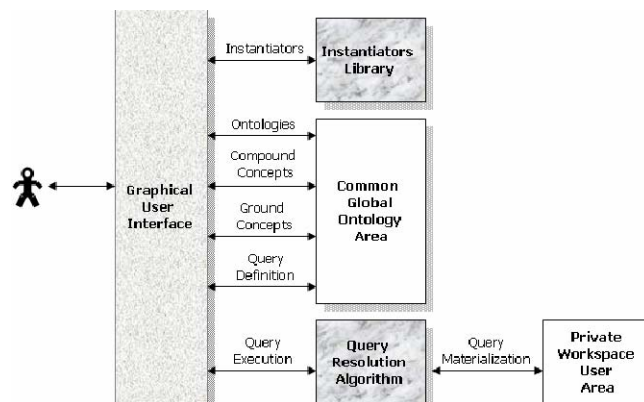 Instantiators
Instantiators
Library
Ontologies
Compound
Concepts
Ground
Concepts
Query
Definition
Common
Global
Ontology
Area
Graphical
User
Interface
Query
Execution
Query
Resolution
Algorithm
Query
Materialization
Private
Workspace
User
Area